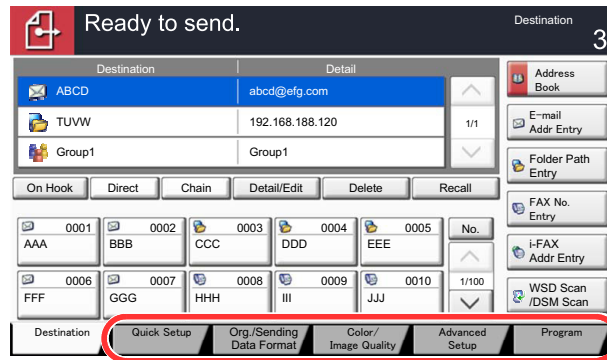 Ready to send.
Destination
3
Destination Detail
ABCD abcd@efg.com
TUVW 192.168.188.120
1/1
Group1 Group1
Address
Book
E-mail
Addr Entry
Folder Path
Entry
FAX No.
Entry
i-FAX
Addr Entry
WSD Scan
/DSM Scan
On Hook Direct Chain Detail/Edit Delete Recall
0001 0002 0003 0004 0005 No.
AAA BBB CCC DDD EEE
0006 0007 0008 0009 0010 1/100
FFF GGG HHH III JJJ
Destination Quick Setup Org./Sending Color/ Advanced Program
Data Format Image Quality Setup